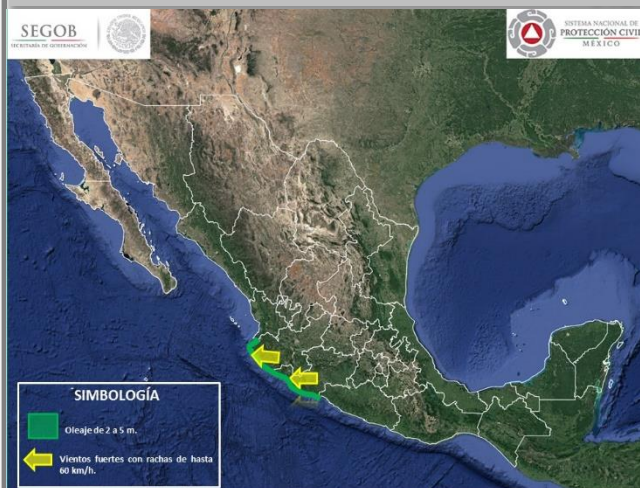 SEGOB
SECRETARÍA DE GOBERNACIÓN
SISTEMA NACIONAL DE
PROTECCIÓN CIVIL
MÉXICO
SIMBOLOGÍA
Oleaje de 2 a 5 m.
Vientos fuertes con rachas de hasta
60 km/h.